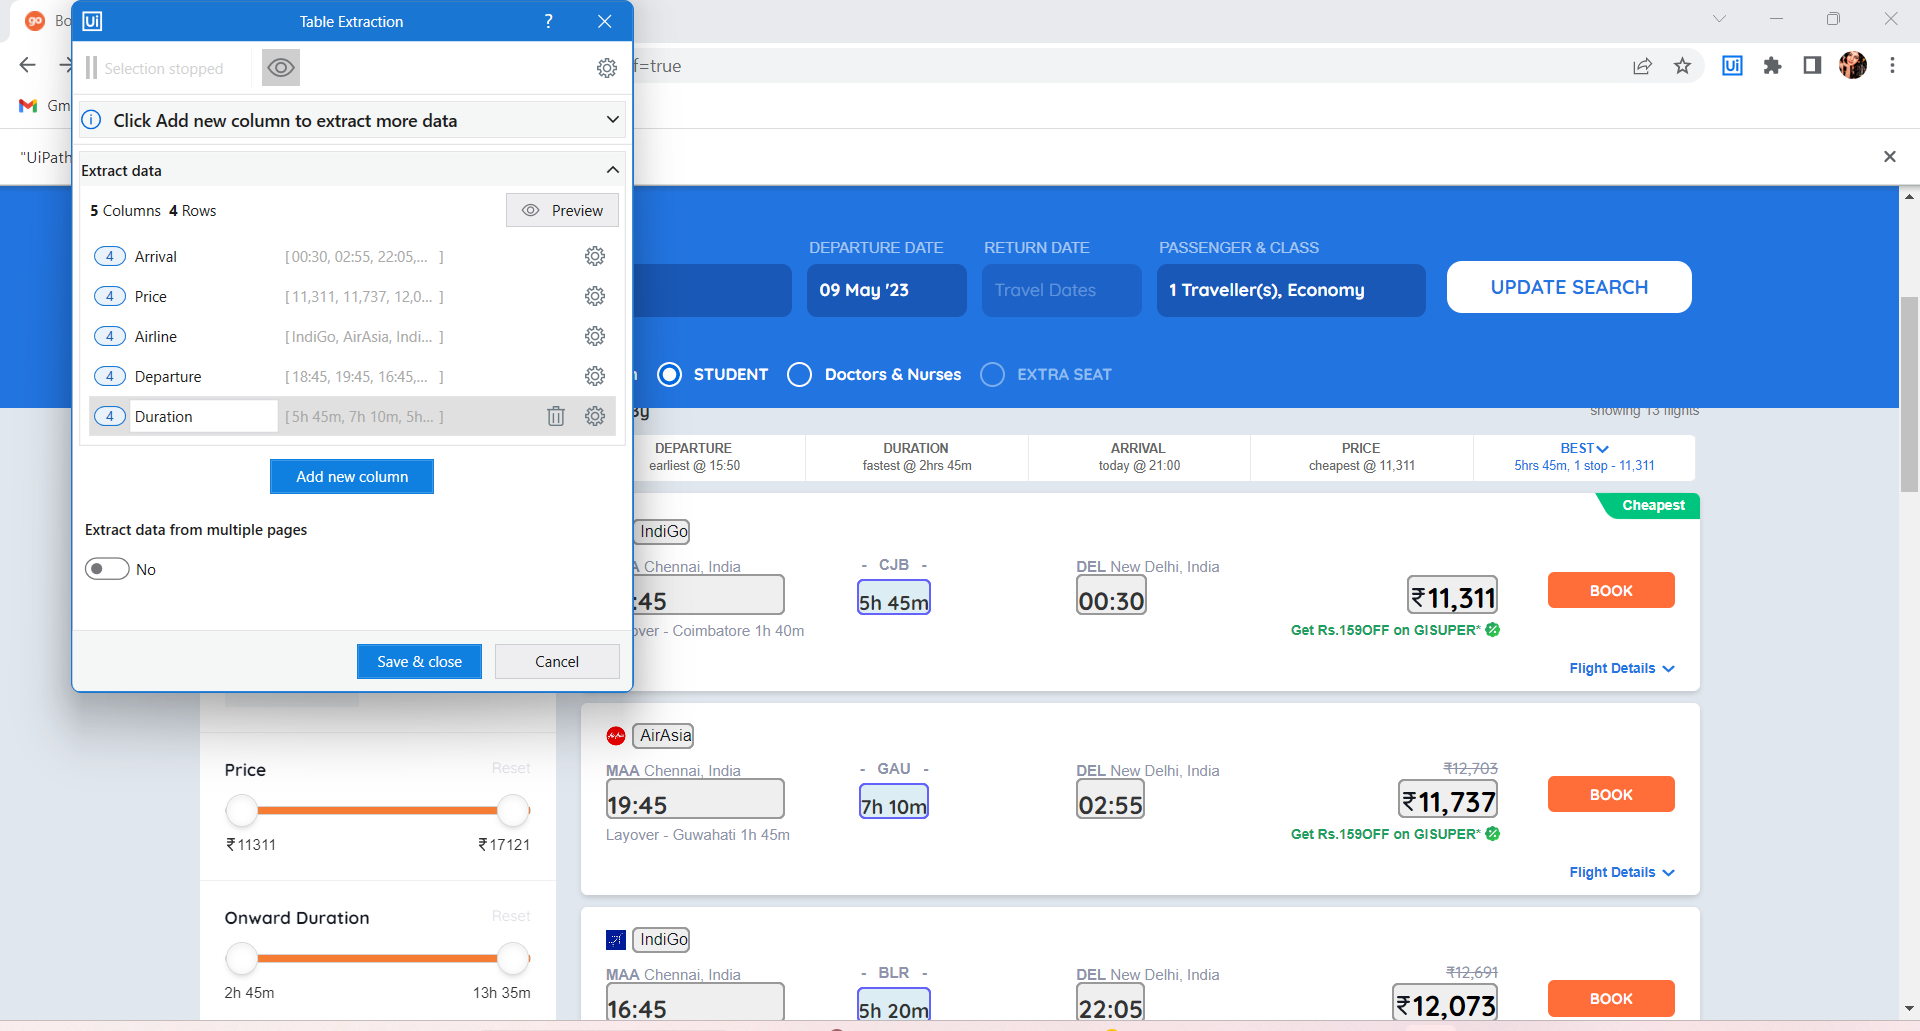 go Bo
Ui Table Extraction ?
Selection stopped
f=true
Ui
Gm
Click Add new column to extract more data
"UiPath
Extract data
5 Columns 4 Rows
Preview
4 Arrival [ 00:30, 02:55, 22:05,... ]
4 Price [ 11,311, 11,737, 12,0... ]
4 Airline [ IndiGo, AirAsia, Indi... ]
4 Departure [ 18:45, 19:45, 16:45,... ]
4 Duration [ 5h 45m, 7h 10m, 5h... ]
Add new column
Extract data from multiple pages
No
Save & close
Cancel
DEPARTURE DATE
RETURN DATE
PASSENGER & CLASS
09 May '23
Travel Dates
1 Traveller(s), Economy
UPDATE SEARCH
STUDENT
Doctors & Nurses
EXTRA SEAT
By
showing 13 flights
DEPARTURE
earliest @ 15:50
DURATION
fastest @ 2hrs 45m
ARRIVAL
today @ 21:00
PRICE
cheapest @ 11,311
BEST
5hrs 45m, 1 stop - 11,311
Cheapest
IndiGo
A Chennai, India
- CJB -
DEL New Delhi, India
:45
5h 45m
00:30
₹11,311
BOOK
over - Coimbatore 1h 40m
Get Rs.159OFF on GISUPER*
Flight Details
AirAsia
MAA Chennai, India
- GAU -
DEL New Delhi, India
₹12,703
19:45
7h 10m
02:55
₹11,737
BOOK
Layover - Guwahati 1h 45m
Get Rs.159OFF on GISUPER*
Flight Details
IndiGo
MAA Chennai, India
- BLR -
DEL New Delhi, India
₹12,691
16:45
5h 20m
22:05
₹12,073
BOOK
Price
Reset
₹11311
₹17121
Onward Duration
Reset
2h 45m
13h 35m